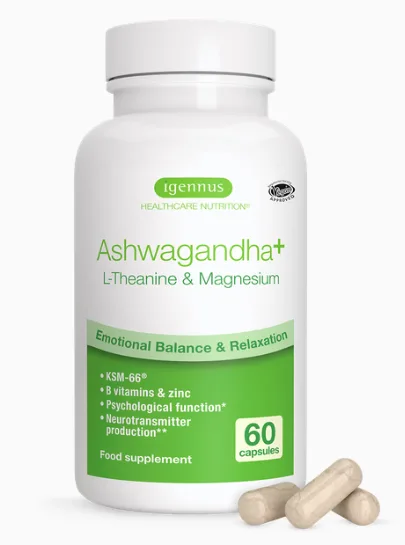 Igennus
HEALTHCARE NUTRITION®
APPROVED
Ashwagandha+
L-Theanine & Magnesium
Emotional Balance & Relaxation
• KSM-66®
• B vitamins & zinc
• Psychological function*
• Neurotransmitter
production**
Food supplement
60
capsules